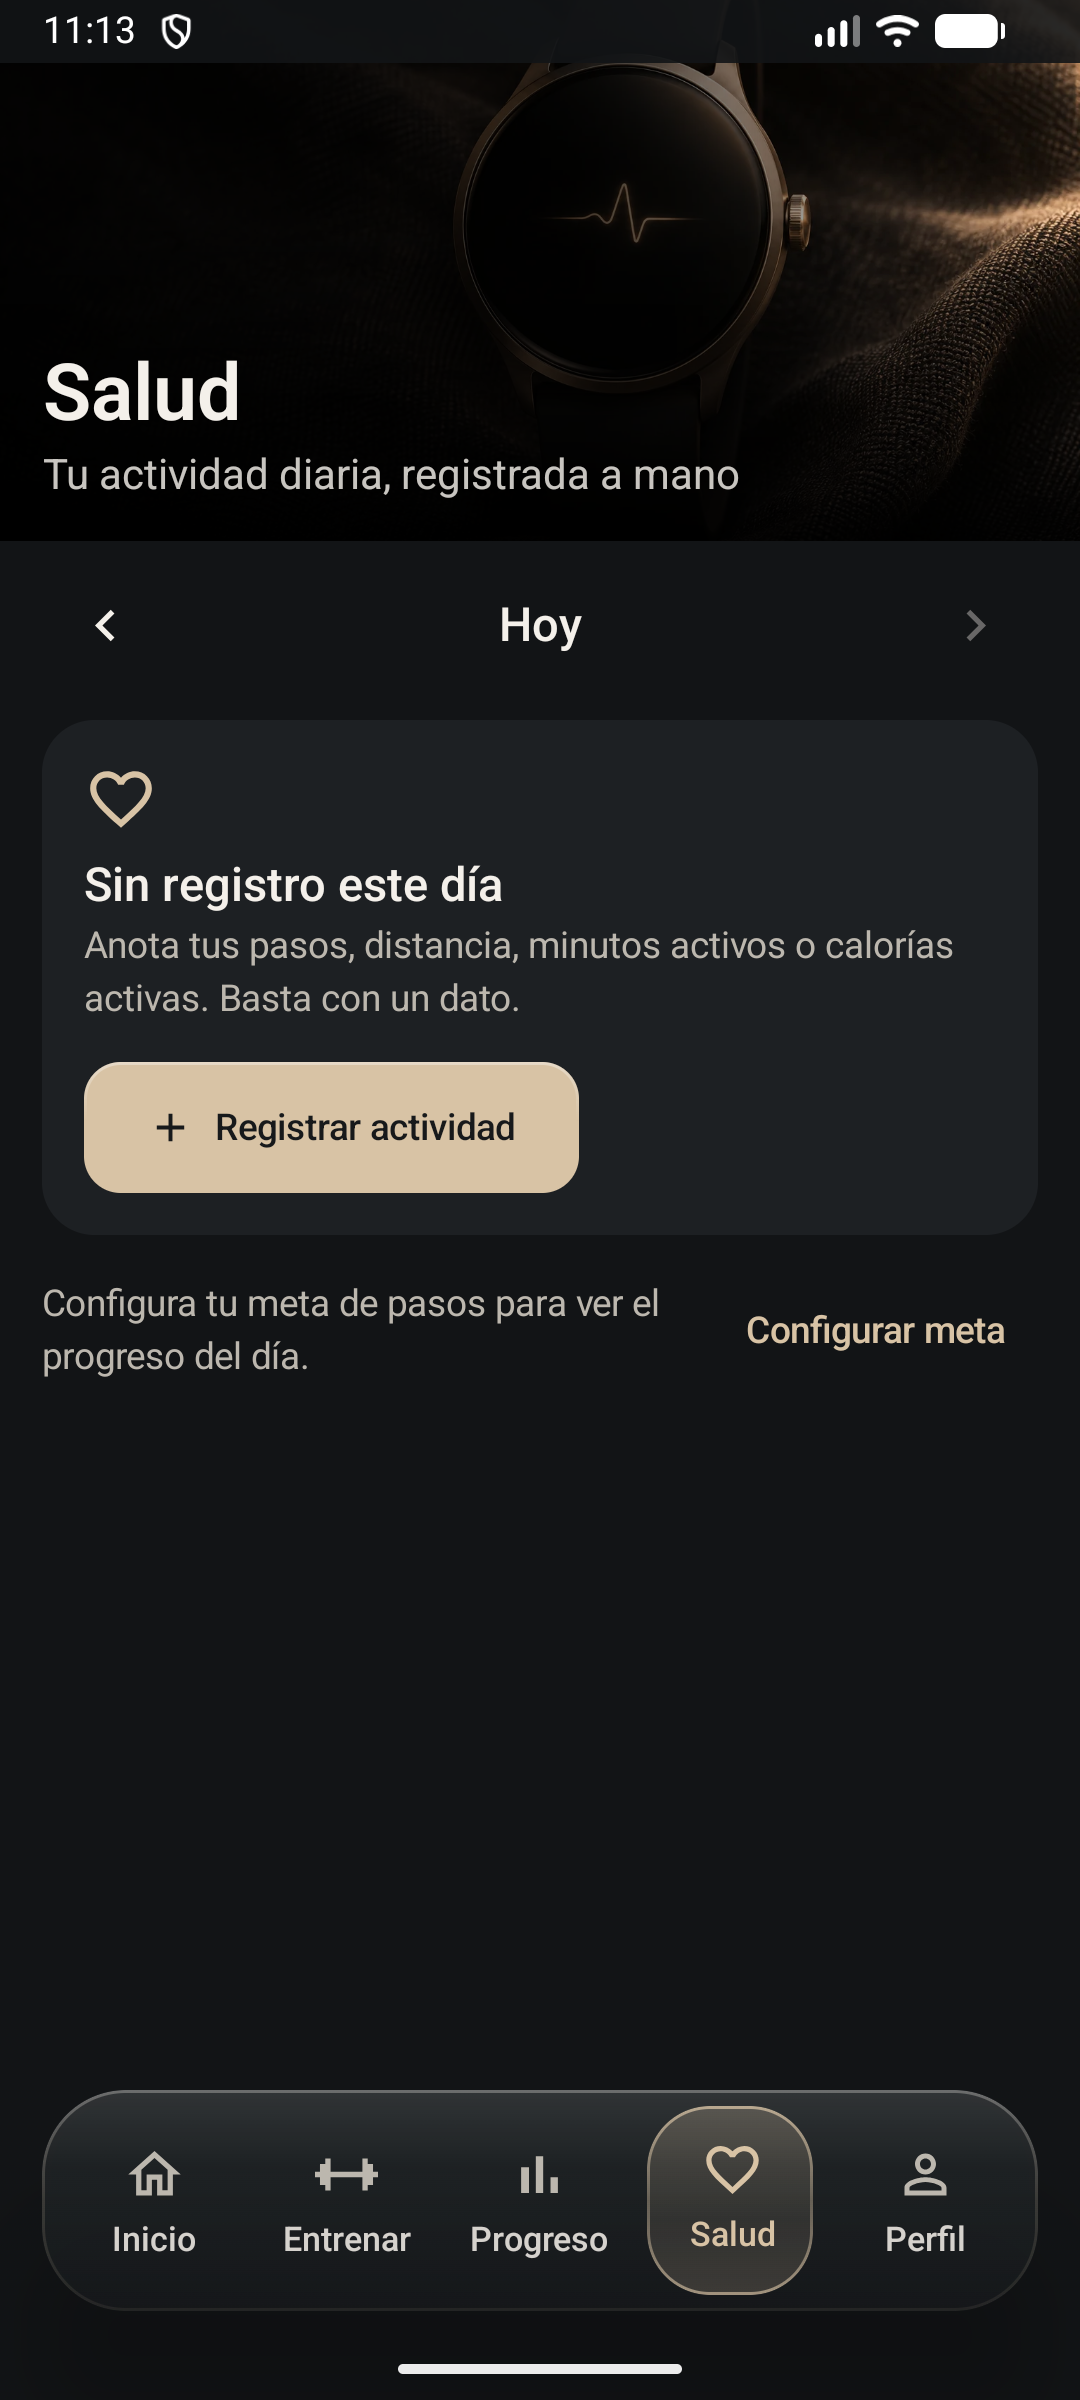 11:13
Salud
Tu actividad diaria, registrada a mano
Hoy
Sin registro este día
Anota tus pasos, distancia, minutos activos o calorías
activas. Basta con un dato.
Registrar actividad
Configura tu meta de pasos para ver el
progreso del día.
Configurar meta
Inicio
Entrenar
Progreso
Salud
Perfil